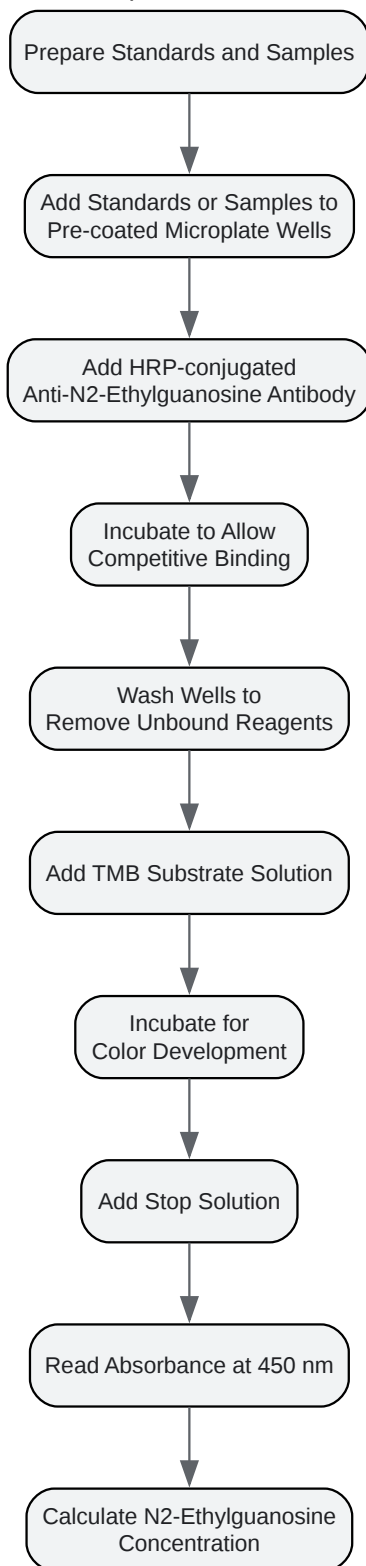 Prepare Standards and Samples
Add Standards or Samples to
Pre-coated Microplate Wells
Add HRP-conjugated
Anti-N2-Ethylguanosine Antibody
Incubate to Allow
Competitive Binding
Wash Wells to
Remove Unbound Reagents
Add TMB Substrate Solution
Incubate for
Color Development
Add Stop Solution
Read Absorbance at 450 nm
Calculate N2-Ethylguanosine
Concentration